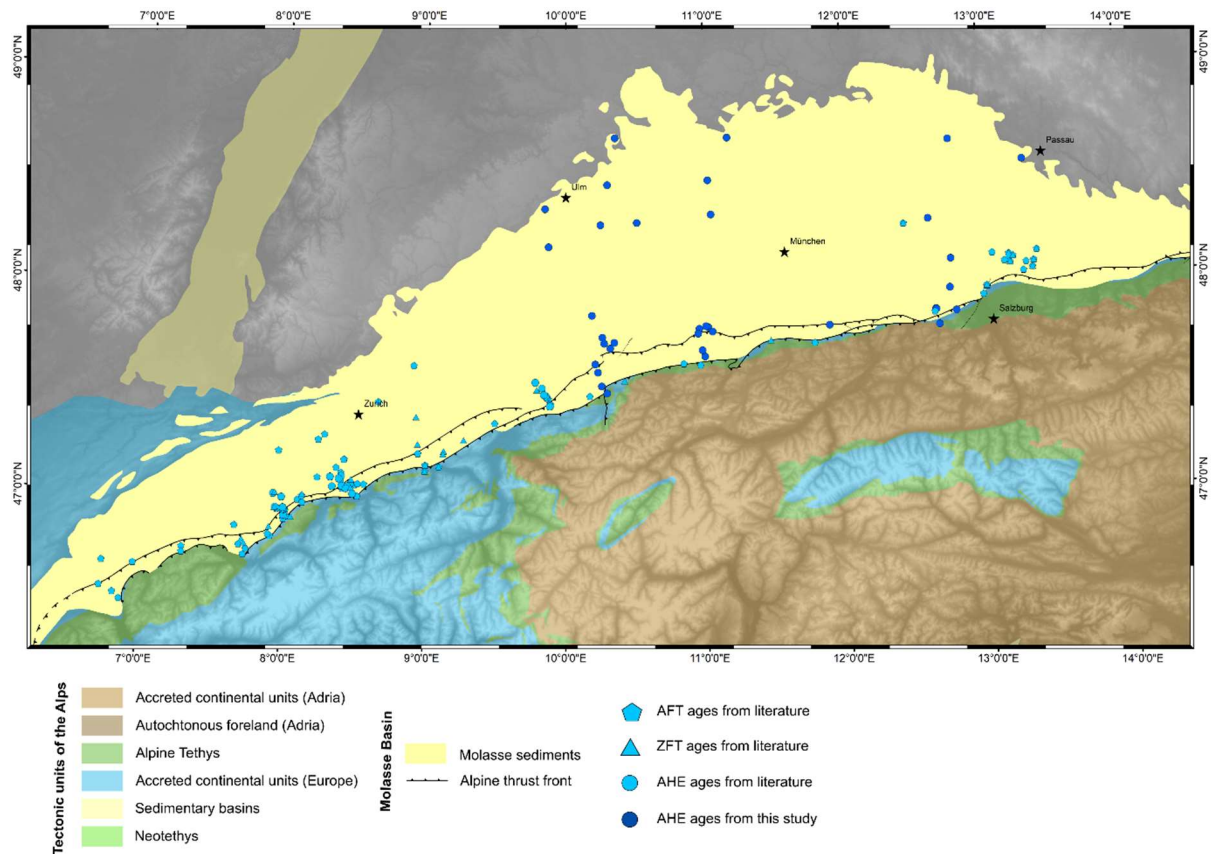 7°0'0"E 8°0'0"E 9°0'0"E 10°0'0"E 11°0'0"E 12°0'0"E 13°0'0"E 14°0'0"E
49°0'0"N 49°0'0"N
Passau
Ulm
München
48°0'0"N 48°0'0"N
Salzburg
Zurich
47°0'0"N 47°0'0"N
7°0'0"E 8°0'0"E 9°0'0"E 10°0'0"E 11°0'0"E 12°0'0"E 13°0'0"E 14°0'0"E
Tectonic units of the Alps
Accreted continental units (Adria)
Autochtonous foreland (Adria)
Alpine Tethys
Accreted continental units (Europe)
Sedimentary basins
Neotethys
Molasse Basin
Molasse sediments
Alpine thrust front
AFT ages from literature
ZFT ages from literature
AHE ages from literature
AHE ages from this study